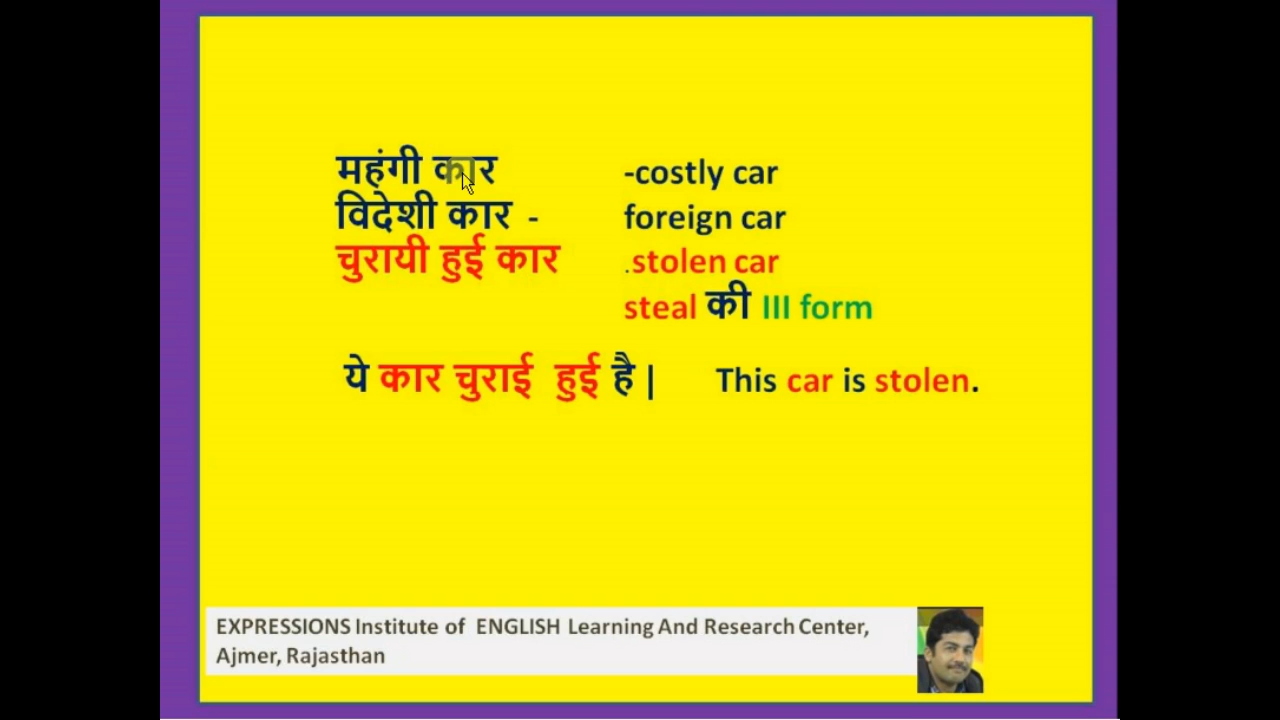 महंगी कार -costly car
विदेशी कार - foreign car
चुरायी हुई कार .stolen car
steal की III form
ये कार चुराई हुई है | This car is stolen.
EXPRESSIONS Institute of ENGLISH Learning And Research Center,
Ajmer, Rajasthan